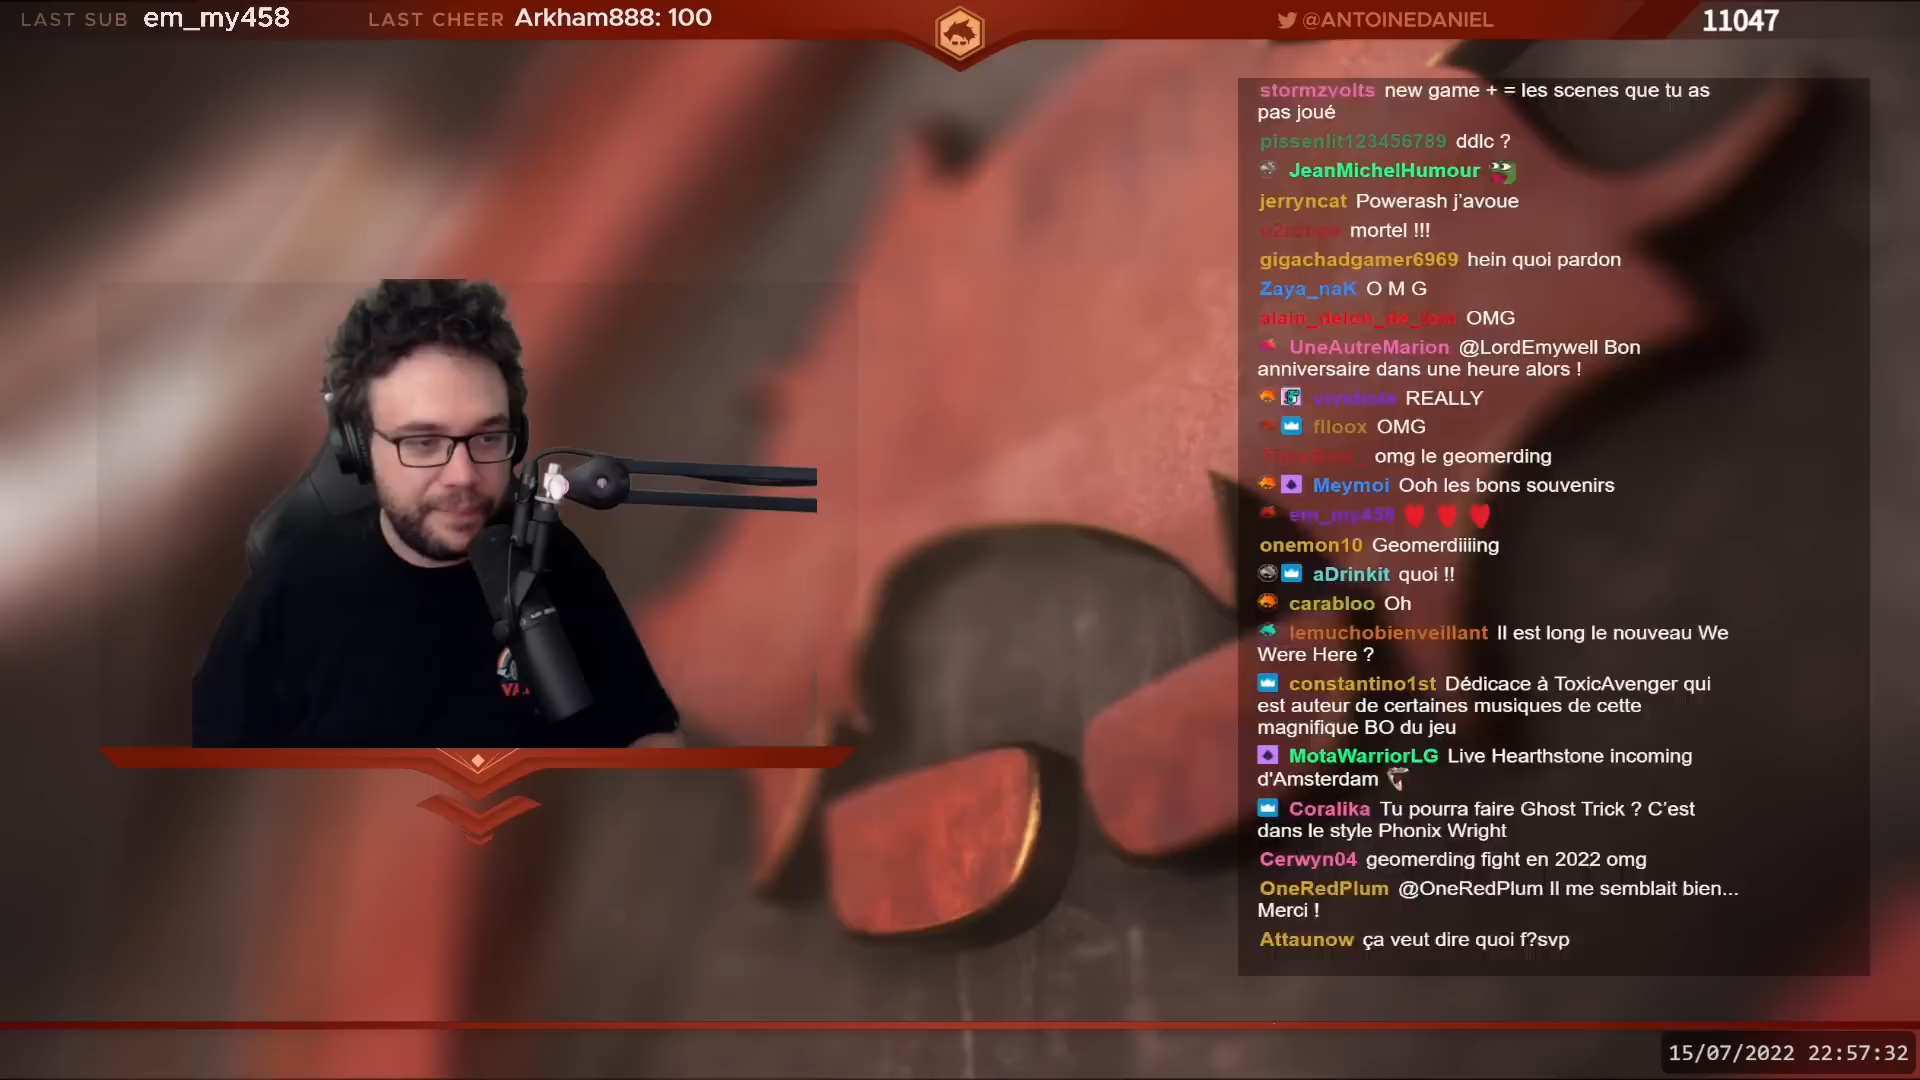 LAST SUB em_my458 LAST CHEER Arkham888: 100 @ANTOINEDANIEL 11047
stormzvolts new game + = les scenes que tu as
pas joué
pissenlit123456789 ddlc ?
JeanMichelHumour
jerryncat Powerash j'avoue
mortel !!!
gigachadgamer6969 hein quoi pardon
Zaya_naK O M G
OMG
UneAutreMarion @LordEmywell Bon
anniversaire dans une heure alors !
vividiote REALLY
flloox OMG
omg le geomerding
Meymoi Ooh les bons souvenirs
em_my458
onemon10 Geomerdiiiing
aDrinkit quoi !!
carabloo Oh
lemuchobienveillant Il est long le nouveau We
Were Here ?
constantino1st Dédicace à ToxicAvenger qui
est auteur de certaines musiques de cette
magnifique BO du jeu
MotaWarriorLG Live Hearthstone incoming
d'Amsterdam
Coralika Tu pourra faire Ghost Trick ? C'est
dans le style Phonix Wright
Cerwyn04 geomerding fight en 2022 omg
OneRedPlum @OneRedPlum Il me semblait bien...
Merci !
Attaunow ça veut dire quoi f?svp
15/07/2022 22:57:32